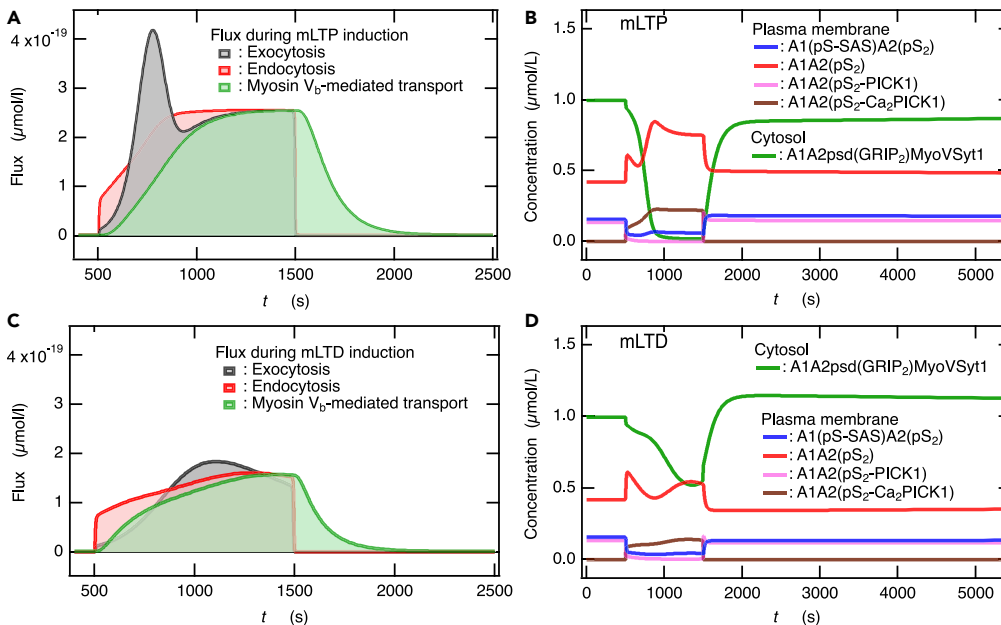 A
Flux during mLTP induction
: Exocytosis
: Endocytosis
: Myosin Vb-mediated transport
Flux (µmol/l)
4 x10-19
3
2
1
0
500 1000 1500 2000 2500
t (s)
B
mLTP
Plasma membrane
: A1(pS-SAS)A2(pS2)
: A1A2(pS2)
: A1A2(pS2-PICK1)
: A1A2(pS2-Ca2PICK1)
Cytosol
: A1A2psd(GRIP2)MyoVSyt1
Concentration (µmol/L)
1.5
1.0
0.5
0.0
0 1000 2000 3000 4000 5000
t (s)
C
Flux during mLTD induction
: Exocytosis
: Endocytosis
: Myosin Vb-mediated transport
Flux (µmol/l)
4 x10-19
3
2
1
0
500 1000 1500 2000 2500
t (s)
D
mLTD
Cytosol
: A1A2psd(GRIP2)MyoVSyt1
Plasma membrane
: A1(pS-SAS)A2(pS2)
: A1A2(pS2)
: A1A2(pS2-PICK1)
: A1A2(pS2-Ca2PICK1)
Concentration (µmol/L)
1.5
1.0
0.5
0.0
0 1000 2000 3000 4000 5000
t (s)